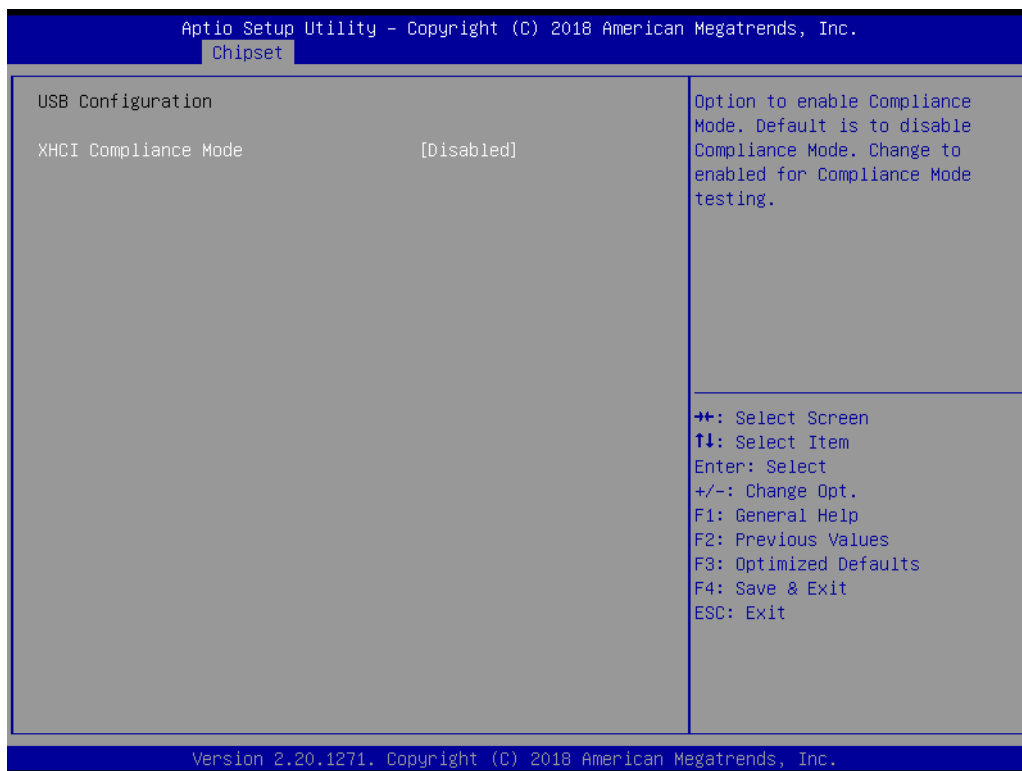 Aptio Setup Utility – Copyright (C) 2018 American Megatrends, Inc.
Chipset
USB Configuration
XHCI Compliance Mode [Disabled]
Option to enable Compliance
Mode. Default is to disable
Compliance Mode. Change to
enabled for Compliance Mode
testing.
→←: Select Screen
↑↓: Select Item
Enter: Select
+/-: Change Opt.
F1: General Help
F2: Previous Values
F3: Optimized Defaults
F4: Save & Exit
ESC: Exit
Version 2.20.1271. Copyright (C) 2018 American Megatrends, Inc.